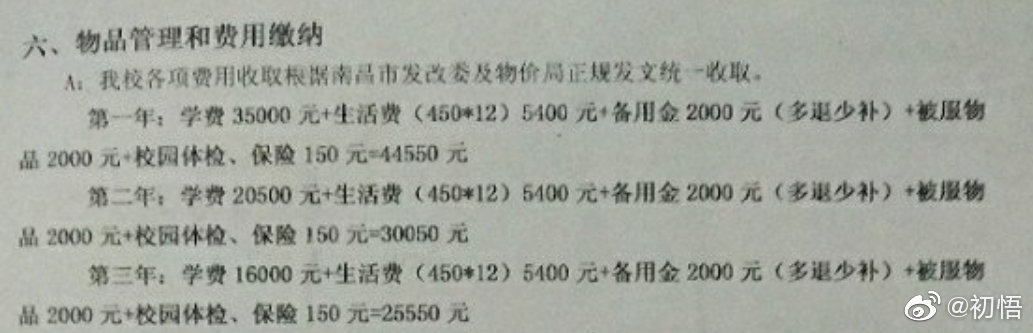 六、物品管理和费用缴纳
A：我校各项费用收取根据南昌市发改委及物价局正规发文统一收取。
第一年：学费 35000 元+生活费（450*12）5400 元+备用金 2000 元（多退少补）+被服物
品 2000 元+校园体检、保险 150 元=44550 元
第二年：学费 20500 元+生活费（450*12）5400 元+备用金 2000 元（多退少补）+被服物
品 2000 元+校园体检、保险 150 元=30050 元
第三年：学费 16000 元+生活费（450*12）5400 元+备用金 2000 元（多退少补）+被服物
品 2000 元+校园体检、保险 150 元=25550 元
@初悟